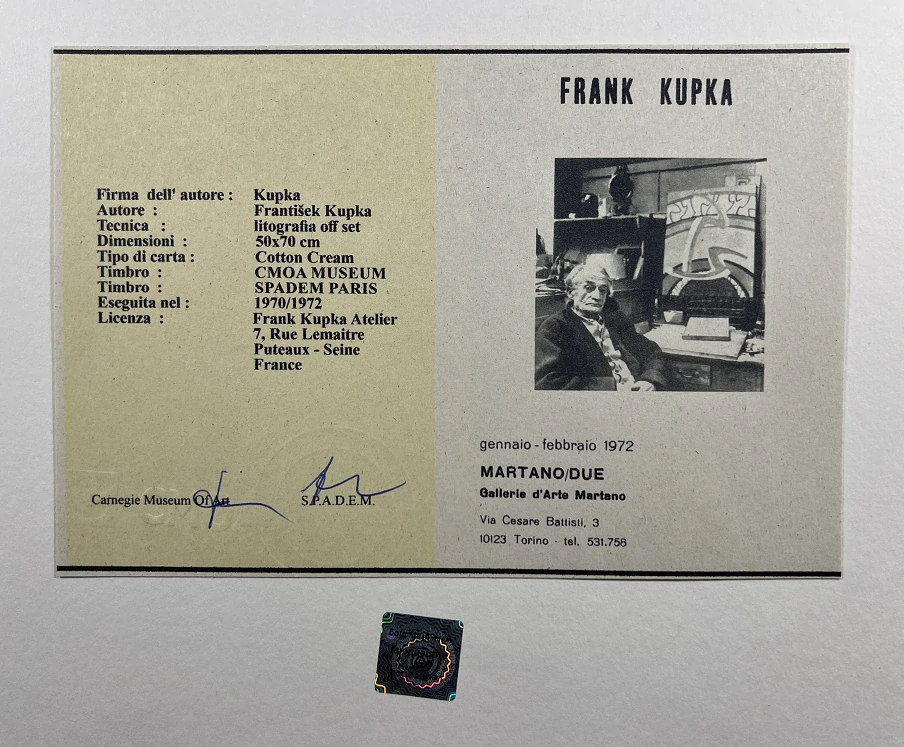 Firma dell' autore : Kupka
Autore : František Kupka
Tecnica : litografia off set
Dimensioni : 50x70 cm
Tipo di carta : Cotton Cream
Timbro : CMOA MUSEUM
Timbro : SPADEM PARIS
Eseguita nel : 1970/1972
Licenza : Frank Kupka Atelier
7, Rue Lemaitre
Puteaux - Seine
France
Carnegie Museum Of Art
S.P.A.D.E.M.
FRANK KUPKA
gennaio - febbraio 1972
MARTANO/DUE
Gallerie d'Arte Martano
Via Cesare Battisti, 3
10123 Torino · tel. 531.758